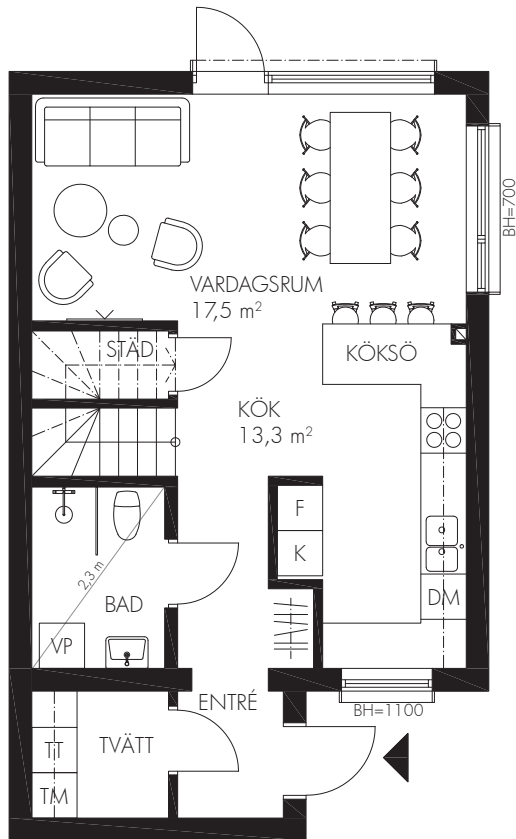 BH=700
VARDAGSRUM
17,5 m²
STÄD
KÖKSÖ
KÖK
13,3 m²
F
K
2,3 m
BAD
DM
VP
ENTRÉ
BH=1100
TT
TVÄTT
TM